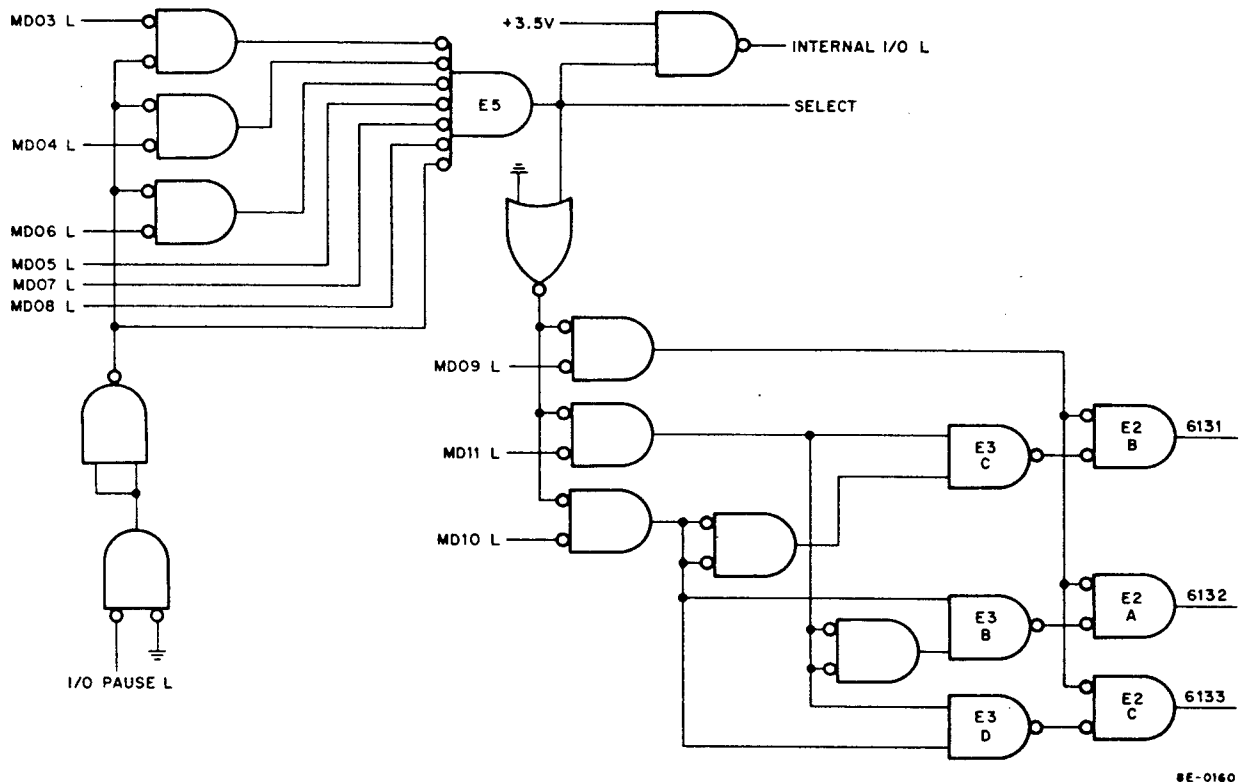 MD03 L
+3.5V
INTERNAL I/O L
E5
SELECT
MD04 L
MD06 L
MD05 L
MD07 L
MD08 L
MD09 L
MD11 L
E3
C
E2
B
6131
MD10 L
E3
B
E2
A
6132
I/O PAUSE L
E3
D
E2
C
6133
8E-0160